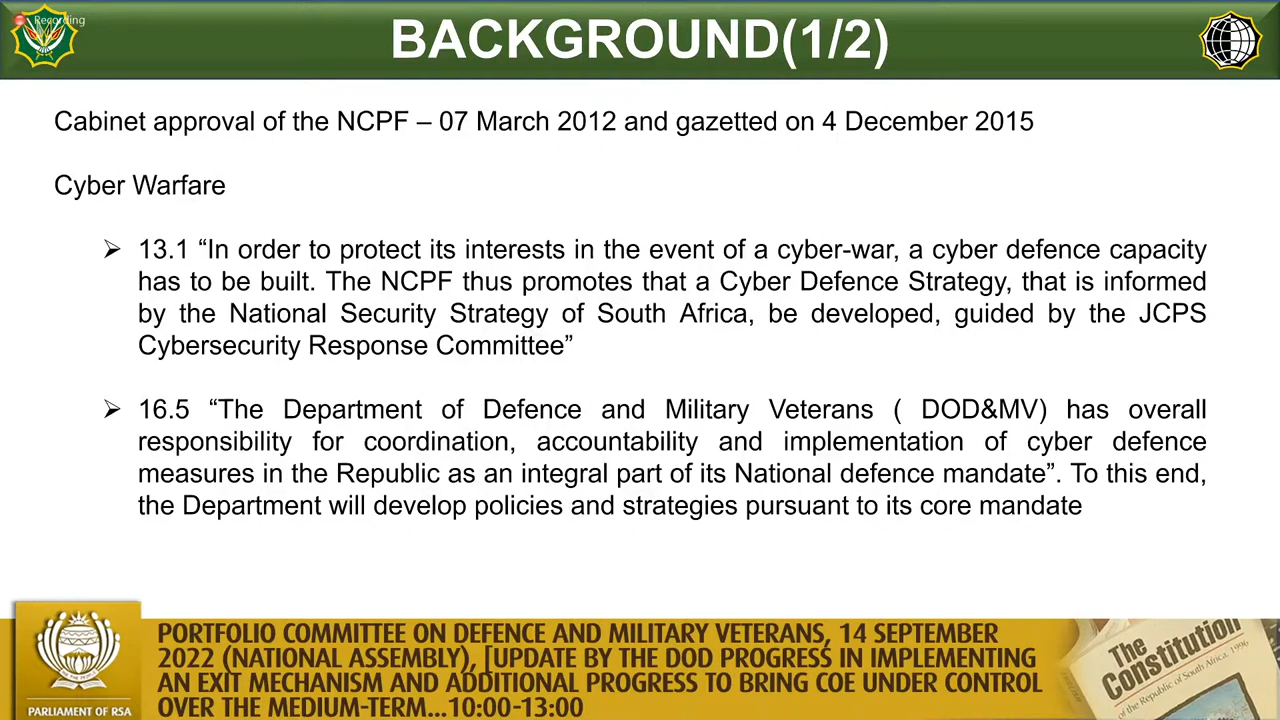 Recording
BACKGROUND(1/2)
Cabinet approval of the NCPF – 07 March 2012 and gazetted on 4 December 2015
Cyber Warfare
➢ 13.1 “In order to protect its interests in the event of a cyber-war, a cyber defence capacity
has to be built. The NCPF thus promotes that a Cyber Defence Strategy, that is informed
by the National Security Strategy of South Africa, be developed, guided by the JCPS
Cybersecurity Response Committee”
➢ 16.5 “The Department of Defence and Military Veterans ( DOD&MV) has overall
responsibility for coordination, accountability and implementation of cyber defence
measures in the Republic as an integral part of its National defence mandate”. To this end,
the Department will develop policies and strategies pursuant to its core mandate
PARLIAMENT OF RSA
PORTFOLIO COMMITTEE ON DEFENCE AND MILITARY VETERANS, 14 SEPTEMBER
2022 (NATIONAL ASSEMBLY), [UPDATE BY THE DOD PROGRESS IN IMPLEMENTING
AN EXIT MECHANISM AND ADDITIONAL PROGRESS TO BRING COE UNDER CONTROL
OVER THE MEDIUM-TERM...10:00-13:00
The
Constitution
of the Republic of South Africa, 1996